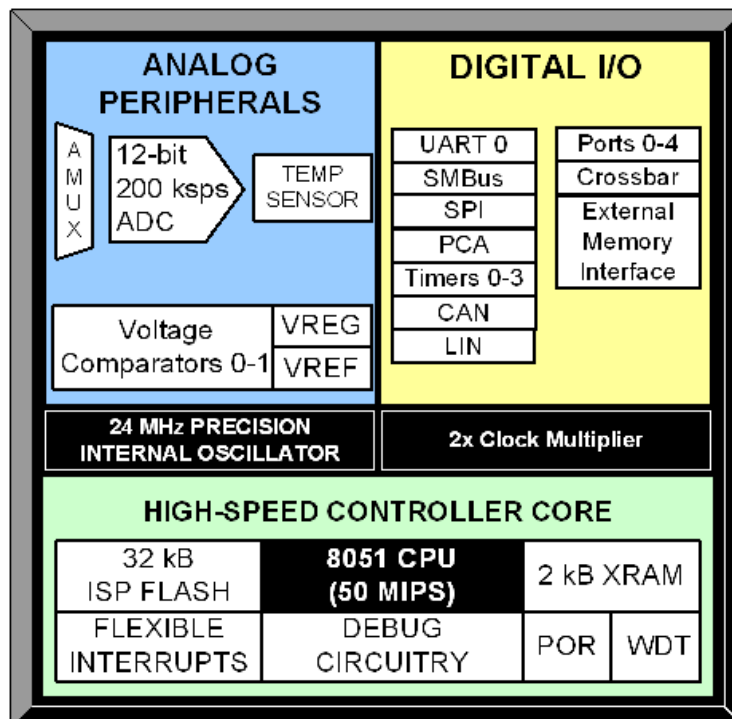 ANALOG
PERIPHERALS
A
M
U
X
12-bit
200 ksps
ADC
TEMP
SENSOR
Voltage
Comparators 0-1
VREG
VREF
DIGITAL I/O
UART 0
SMBus
SPI
PCA
Timers 0-3
CAN
LIN
Ports 0-4
Crossbar
External
Memory
Interface
24 MHz PRECISION
INTERNAL OSCILLATOR
2x Clock Multiplier
HIGH-SPEED CONTROLLER CORE
32 kB
ISP FLASH
8051 CPU
(50 MIPS)
2 kB XRAM
FLEXIBLE
INTERRUPTS
DEBUG
CIRCUITRY
POR
WDT